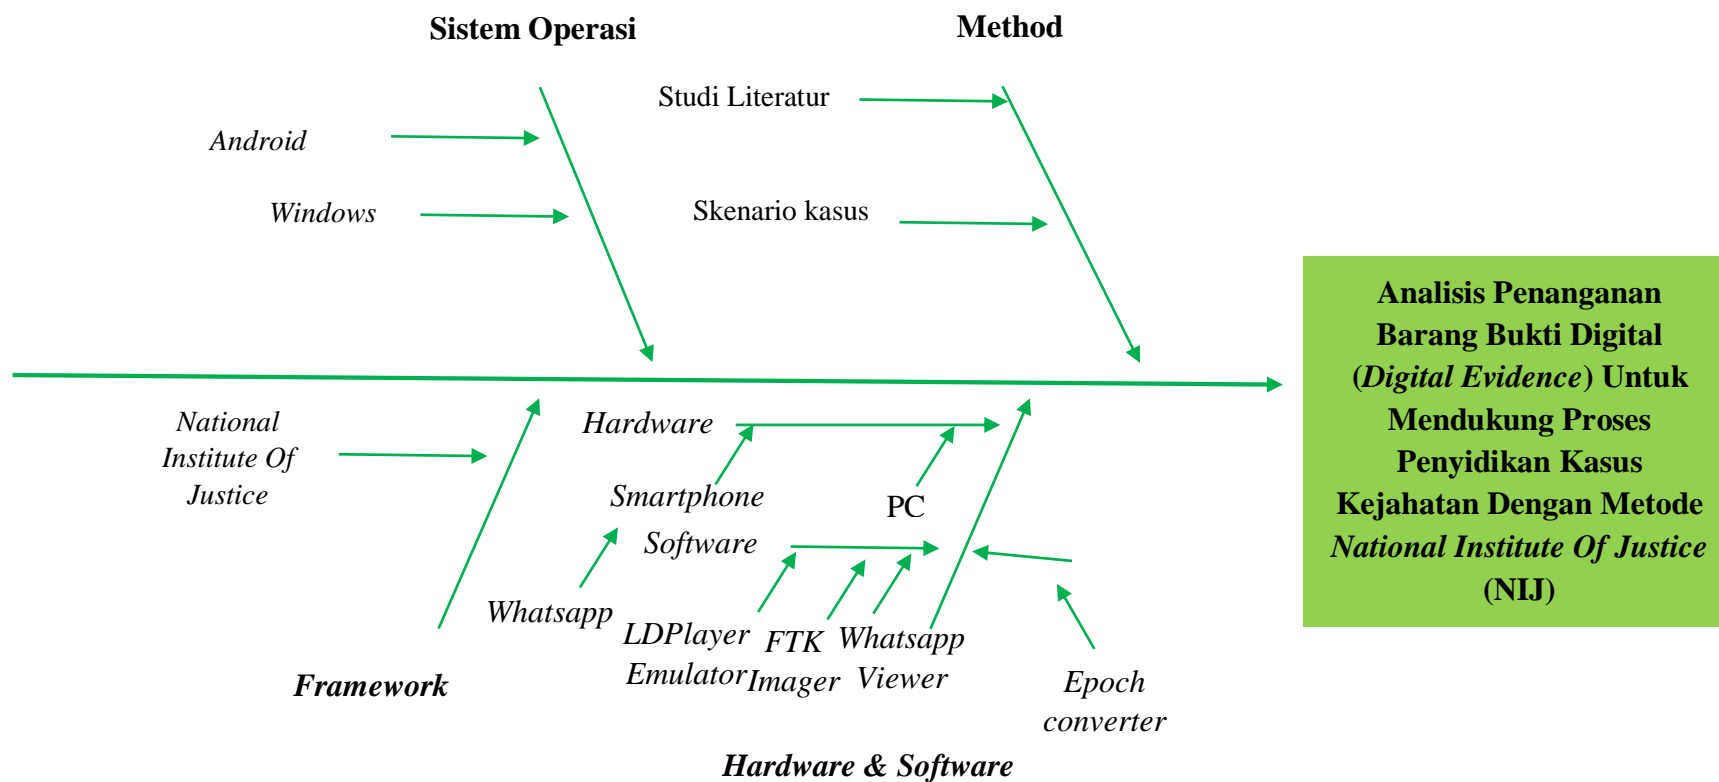 Sistem Operasi
Method
Studi Literatur
Android
Windows
Skenario kasus
Analisis Penanganan
Barang Bukti Digital
(Digital Evidence) Untuk
Mendukung Proses
Penyidikan Kasus
Kejahatan Dengan Metode
National Institute Of Justice
(NIJ)
National
Institute Of
Justice
Hardware
Smartphone
PC
Software
Whatsapp
LDPlayer
Emulator
FTK
Imager
Whatsapp
Viewer
Epoch
converter
Framework
Hardware & Software